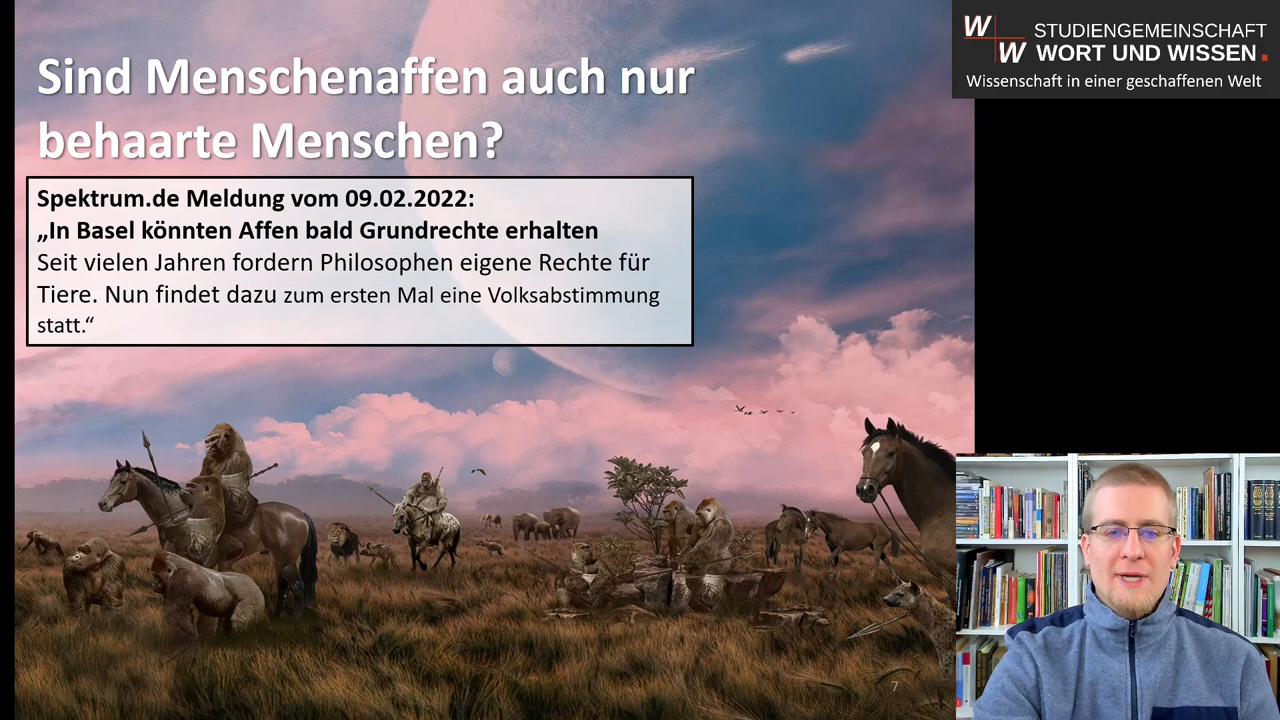 Sind Menschenaffen auch nur
behaarte Menschen?
Spektrum.de Meldung vom 09.02.2022:
„In Basel könnten Affen bald Grundrechte erhalten
Seit vielen Jahren fordern Philosophen eigene Rechte für
Tiere. Nun findet dazu zum ersten Mal eine Volksabstimmung
statt.“
W
W
STUDIENGEMEINSCHAFT
WORT UND WISSEN.
Wissenschaft in einer geschaffenen Welt
7